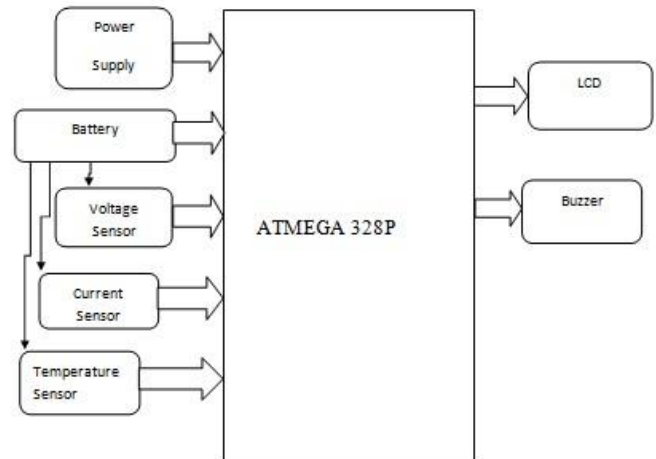 Power
Supply
Battery
Voltage
Sensor
Current
Sensor
Temperature
Sensor
ATMEGA 328P
LCD
Buzzer